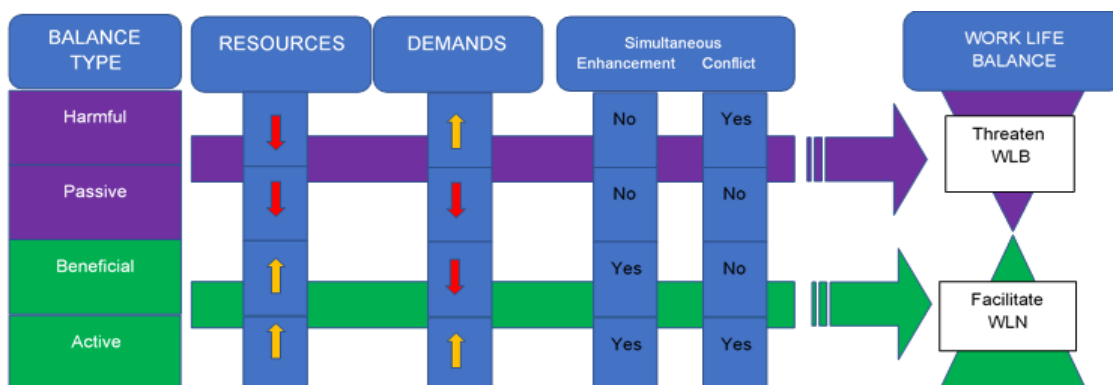 BALANCE
TYPE
RESOURCES
DEMANDS
Simultaneous
Enhancement Conflict
WORK LIFE
BALANCE
Harmful
No
Yes
Threaten
WLB
Passive
No
No
Beneficial
Yes
No
Facilitate
WLN
Active
Yes
Yes